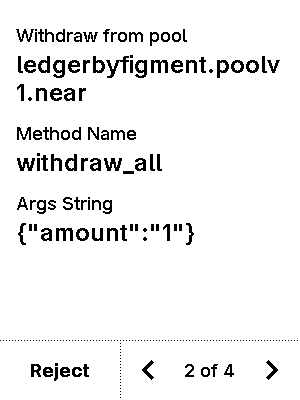 Withdraw from pool
ledgerbyfigment.poolv
1.near
Method Name
withdraw_all
Args String
{"amount":"1"}
Reject
2 of 4